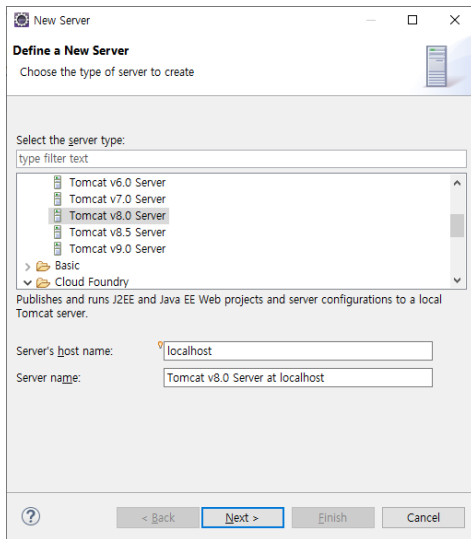 New Server
Define a New Server
Choose the type of server to create
Select the server type:
type filter text
Tomcat v6.0 Server
Tomcat v7.0 Server
Tomcat v8.0 Server
Tomcat v8.5 Server
Tomcat v9.0 Server
Basic
Cloud Foundry
Publishes and runs J2EE and Java EE Web projects and server configurations to a local
Tomcat server.
Server's host name: localhost
Server name: Tomcat v8.0 Server at localhost
? < Back Next > Finish Cancel